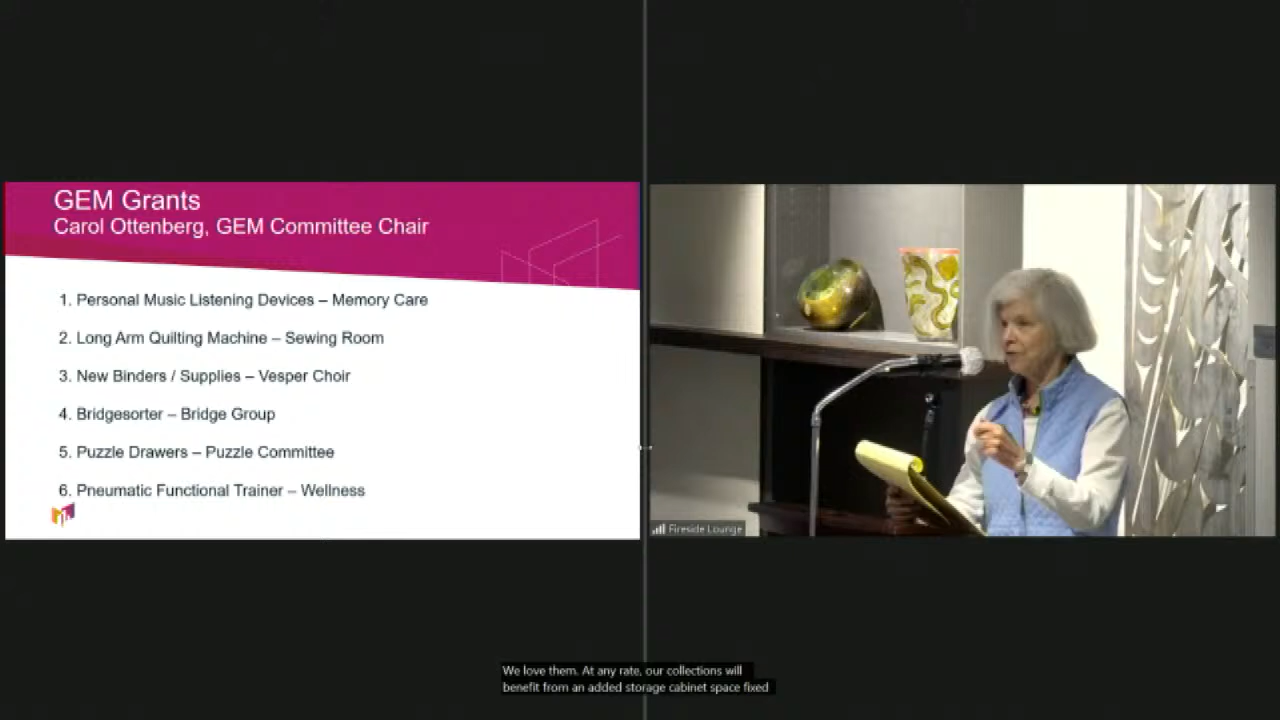 GEM Grants
Carol Ottenberg, GEM Committee Chair
1. Personal Music Listening Devices – Memory Care
2. Long Arm Quilting Machine – Sewing Room
3. New Binders / Supplies – Vesper Choir
4. Bridgesorter – Bridge Group
5. Puzzle Drawers – Puzzle Committee
6. Pneumatic Functional Trainer – Wellness
Fireside Lounge
We love them. At any rate, our collections will
benefit from an added storage cabinet space fixed